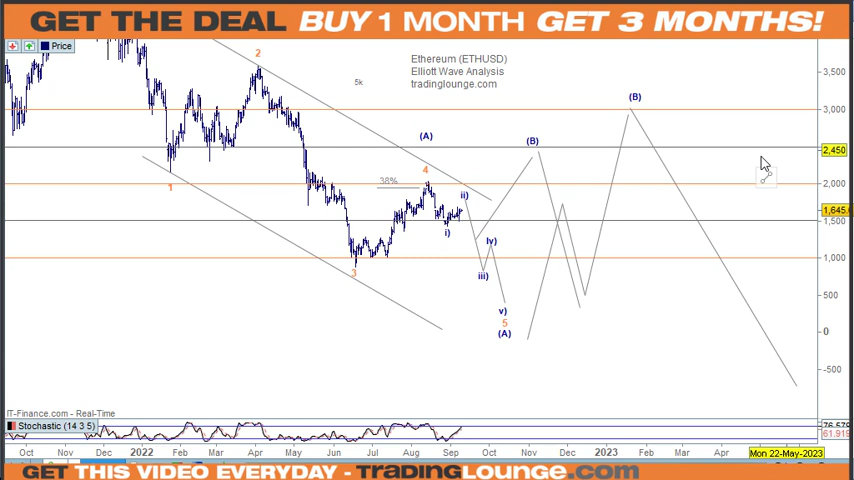 GET THE DEAL BUY 1 MONTH GET 3 MONTHS!
Price
Ethereum (ETHUSD)
Elliott Wave Analysis
tradinglounge.com
5k
2
(A)
(B)
(B)
38%
4
1
ii)
i)
iv)
3
iii)
v)
5
(A)
3,500
3,000
2,450
2,000
1,645.
1,500
1,000
500
0
-500
IT-Finance.com - Real-Time
Stochastic (14 3 5)
76.579
61.919
Oct Nov Dec 2022 Mar Apr May Jun Jul Aug Sep Oct Nov Dec 2023 Feb Mar Apr Mon 22-May-2023
GET THIS VIDEO EVERYDAY - TRADINGLOUNGE.com